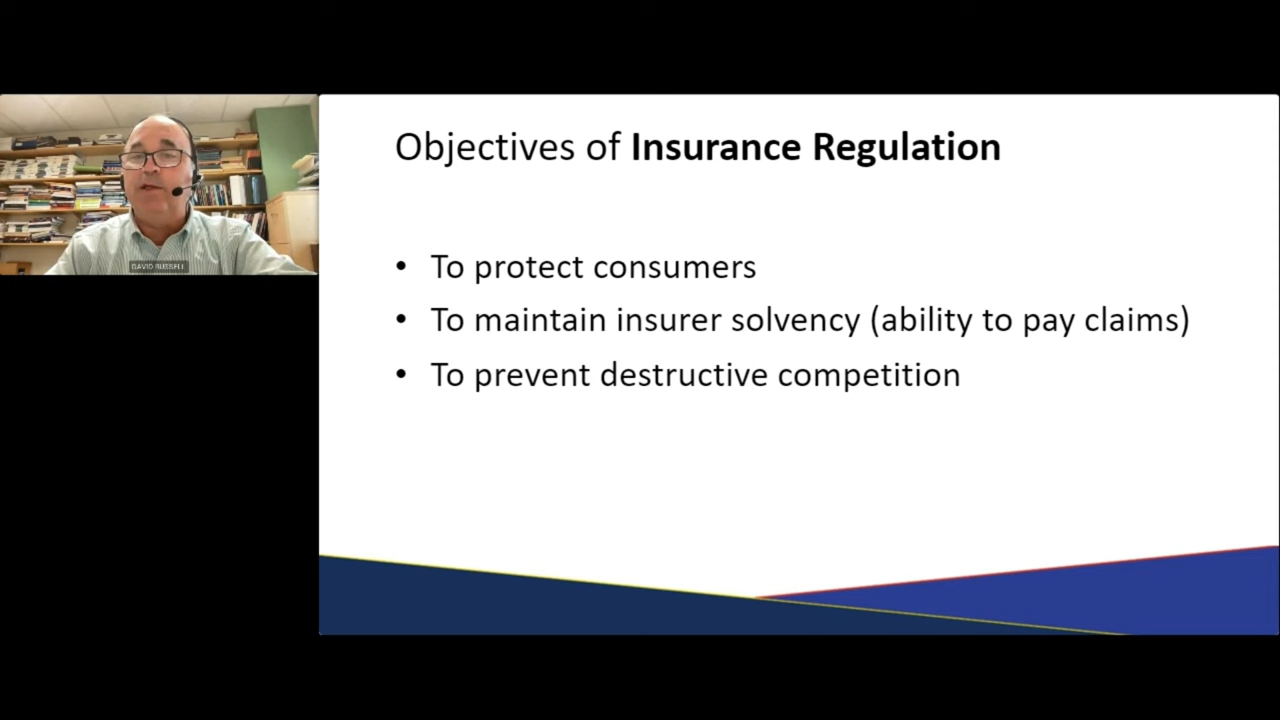 Objectives of Insurance Regulation
• To protect consumers
• To maintain insurer solvency (ability to pay claims)
• To prevent destructive competition
DAVID RUSSELL